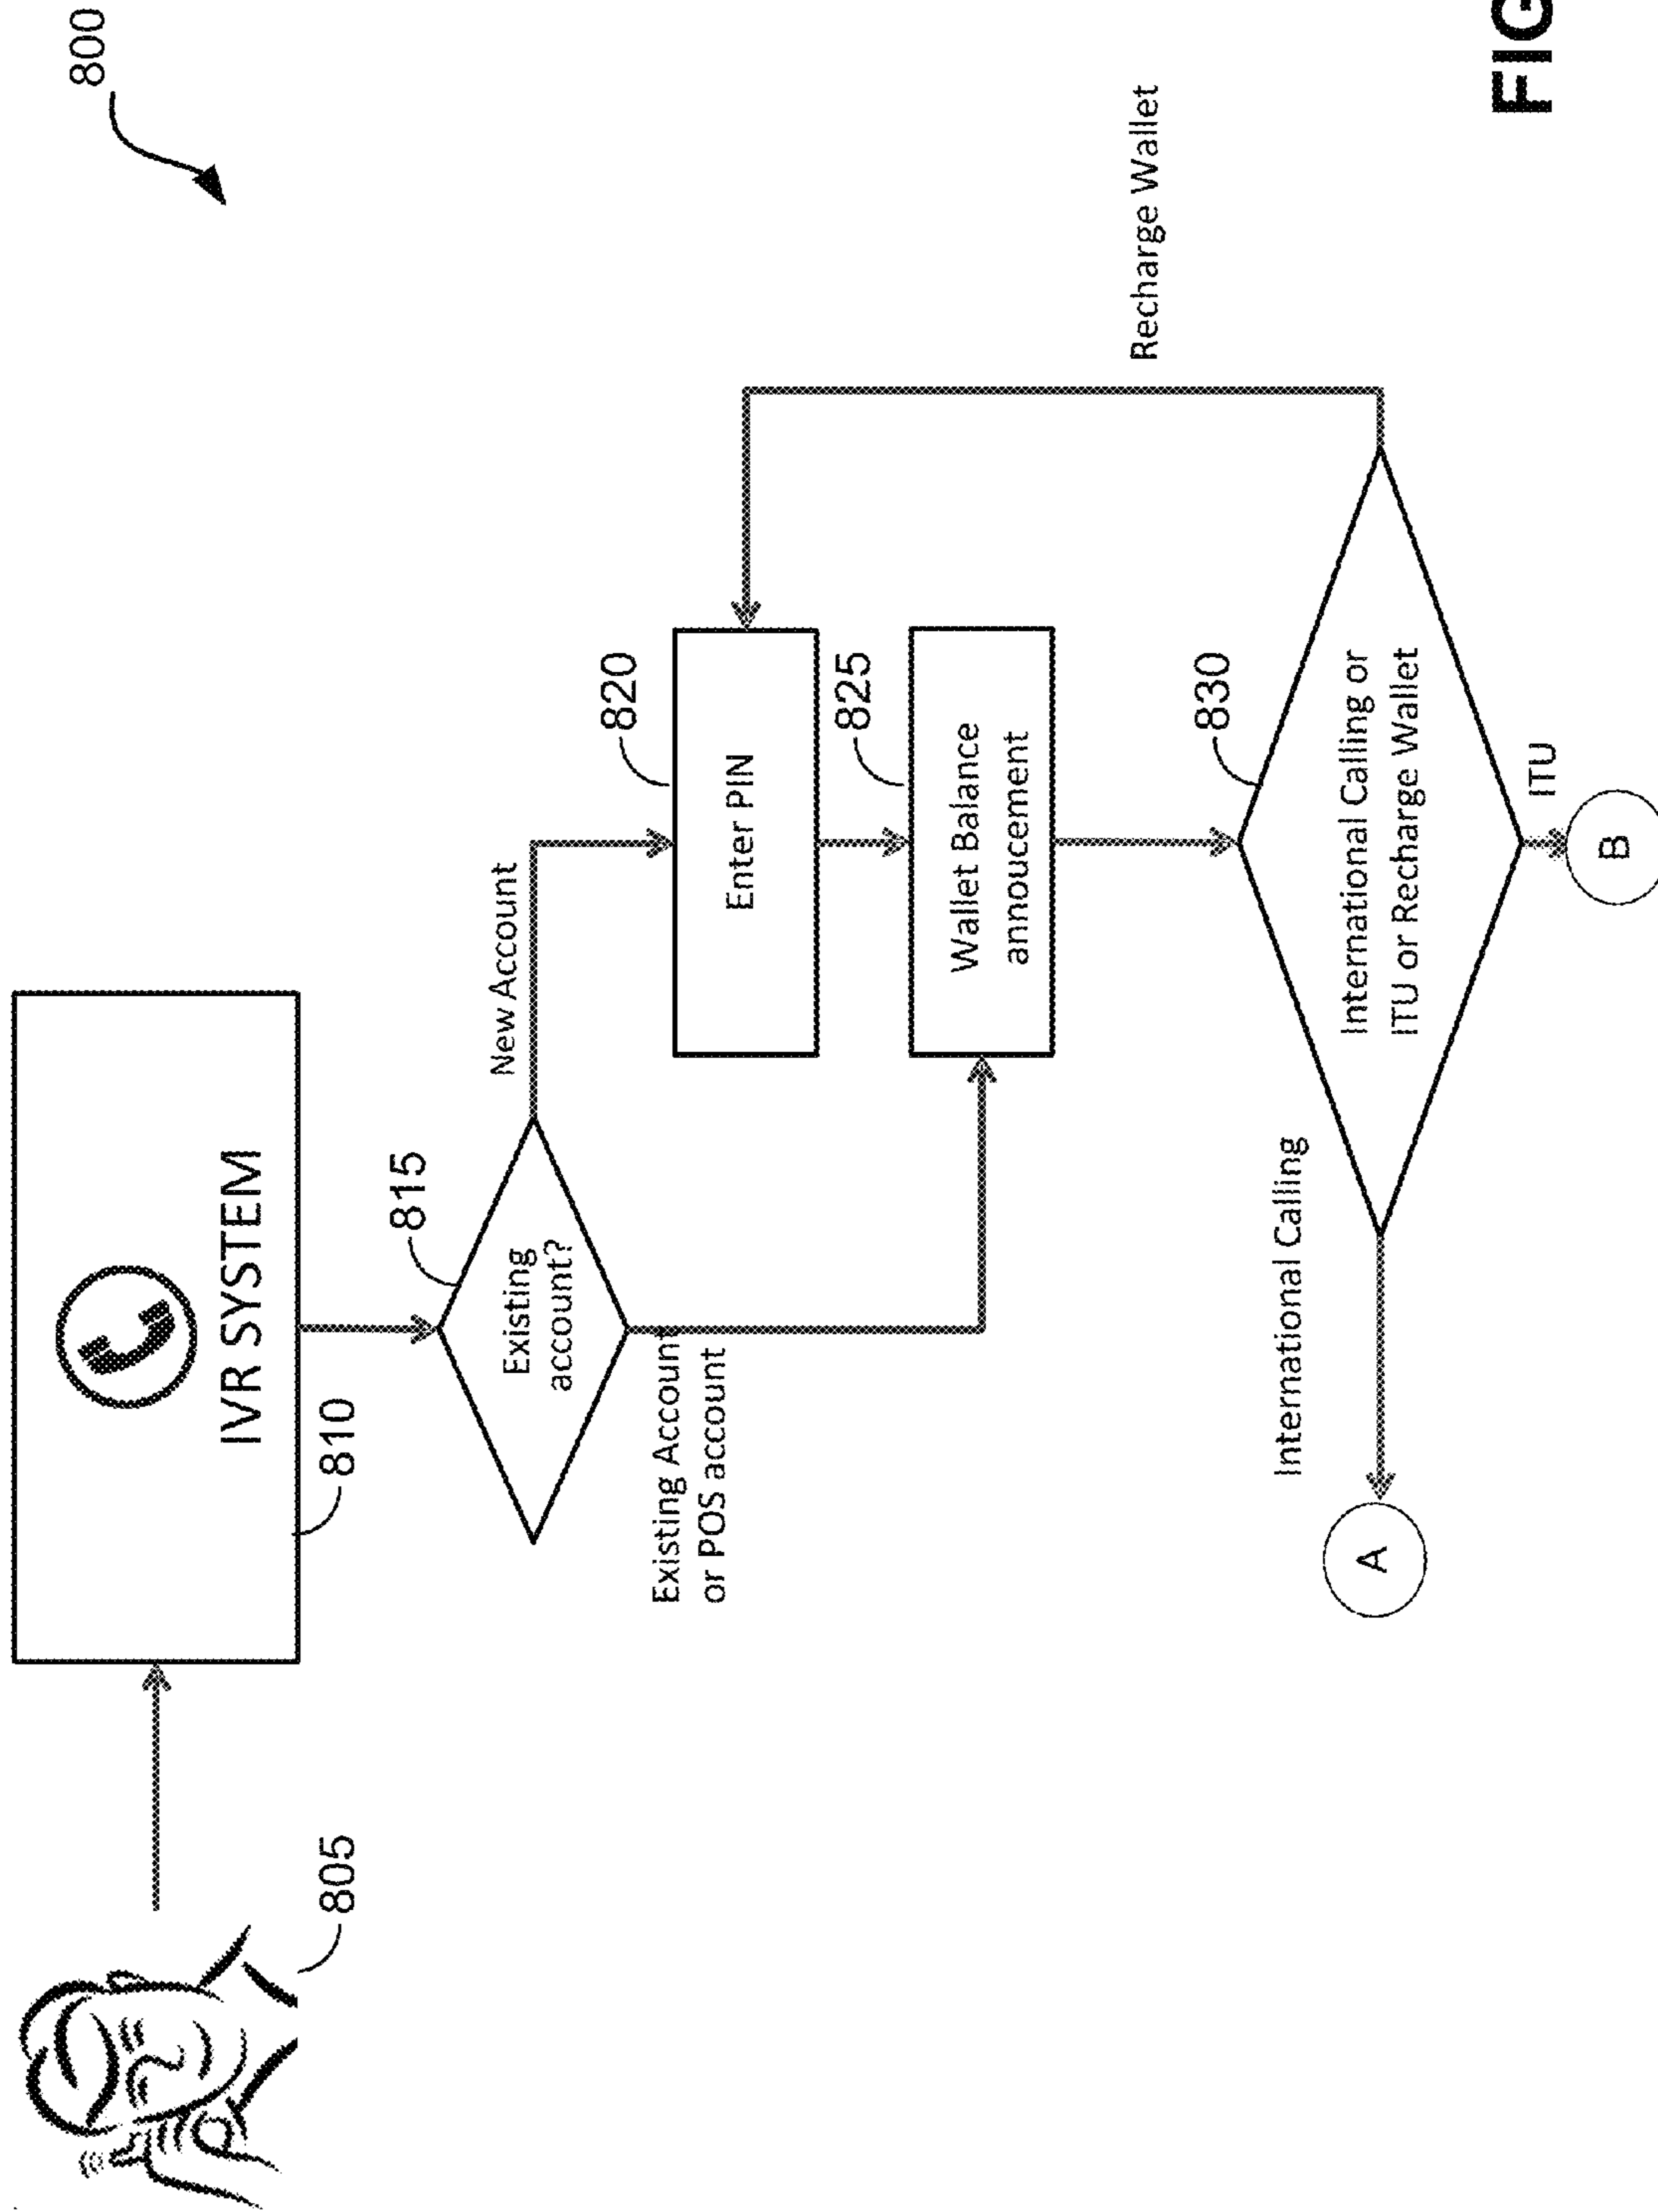 800
IVR SYSTEM
805
810
815
Existing
account?
New Account
Existing Account
or POS account
820
Enter PIN
825
Wallet Balance
annoucement
Recharge Wallet
830
International Calling or
ITU or Recharge Wallet
International Calling
A
ITU
B
FIG